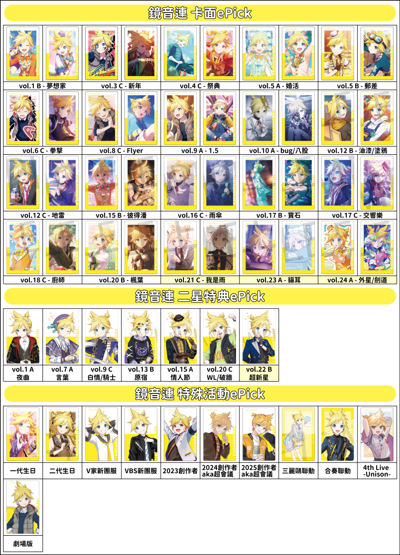 鏡音連 卡面ePick
vol.1 B - 夢想家
vol.3 C - 新年
vol.4 C - 祭典
vol.5 A - 婚活
vol.5 B - 郵差
vol.6 C - 拳擊
vol.8 C - Flyer
vol.9 A - 1.5
vol.10 A - bug/八股
vol.12 B - 油漆/塗鴉
vol.12 C - 地雷
vol.15 B - 彼得潘
vol.16 C - 雨傘
vol.17 B - 寶石
vol.17 C - 交響樂
vol.18 C - 廚師
vol.20 B - 楓葉
vol.21 C - 我是雨
vol.23 A - 貓耳
vol.24 A - 外星/劍道
鏡音連 二星特典ePick
vol.1 A
夜曲
vol.7 A
言葉
vol.9 C
白情/騎士
vol.13 B
原宿
vol.15 A
情人節
vol.20 C
WL/破牆
vol.22 B
超新星
鏡音連 特殊活動ePick
一代生日
二代生日
V家新團服
VBS新團服
2023創作者
2024創作者
aka超會議
2025創作者
aka超會議
三麗鷗聯動
合奏聯動
4th Live
-Unison-
劇場版